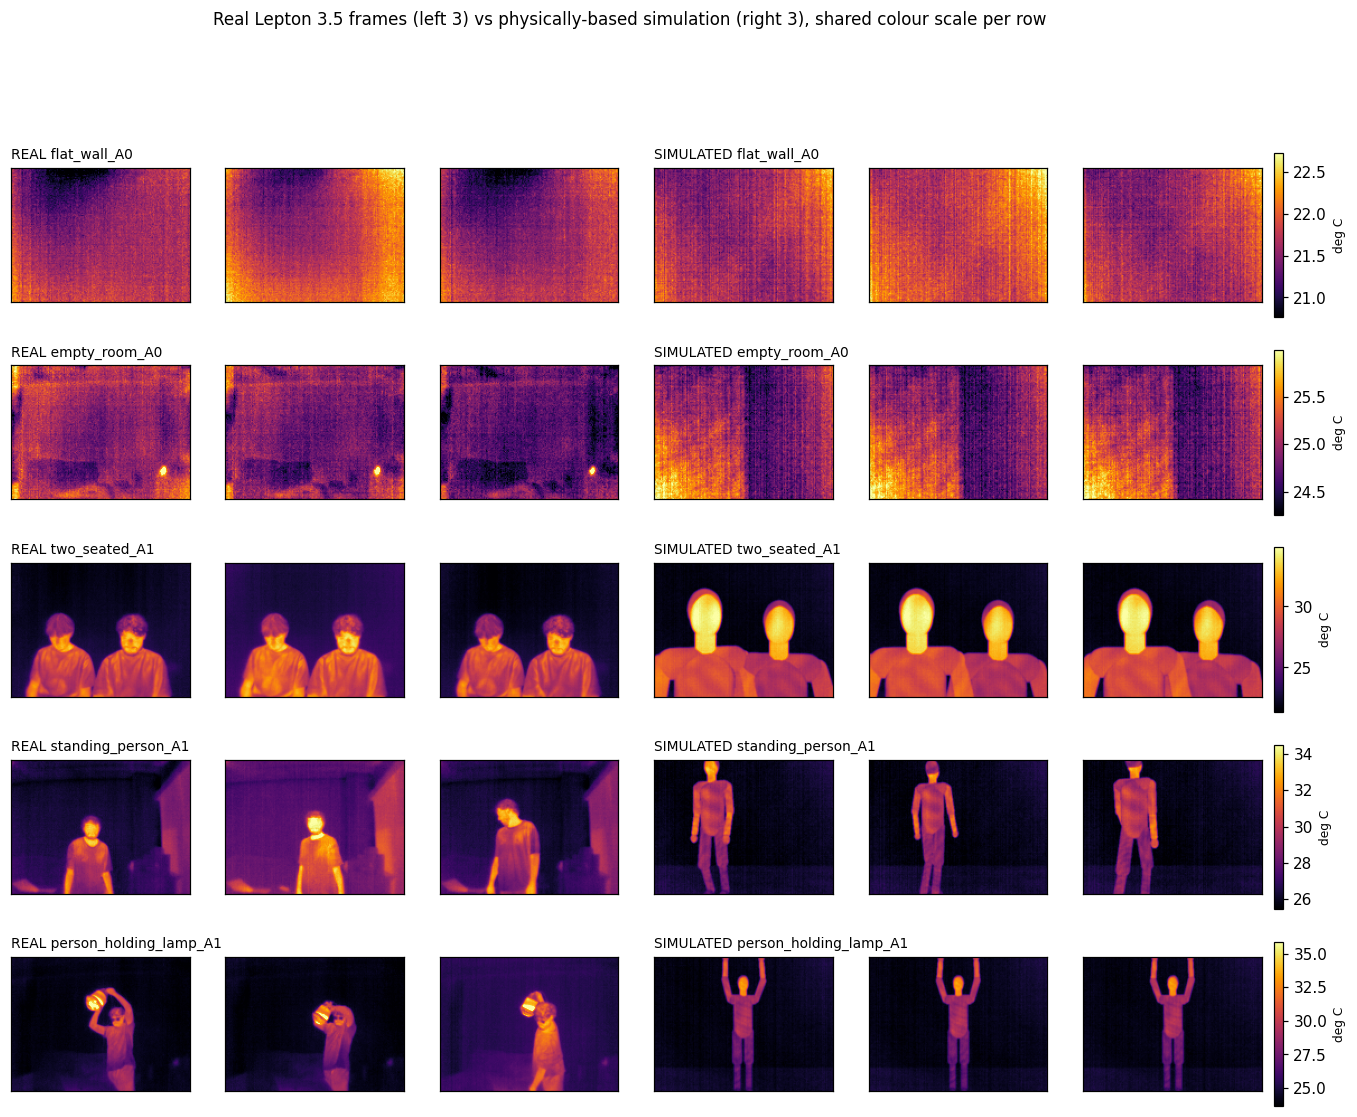 Real Lepton 3.5 frames (left 3) vs physically-based simulation (right 3), shared colour scale per row
REAL flat_wall_A0
SIMULATED flat_wall_A0
22.5
22.0
21.5
21.0
deg C
REAL empty_room_A0
SIMULATED empty_room_A0
25.5
25.0
24.5
deg C
REAL two_seated_A1
SIMULATED two_seated_A1
30
25
deg C
REAL standing_person_A1
SIMULATED standing_person_A1
34
32
30
28
26
deg C
REAL person_holding_lamp_A1
SIMULATED person_holding_lamp_A1
35.0
32.5
30.0
27.5
25.0
deg C